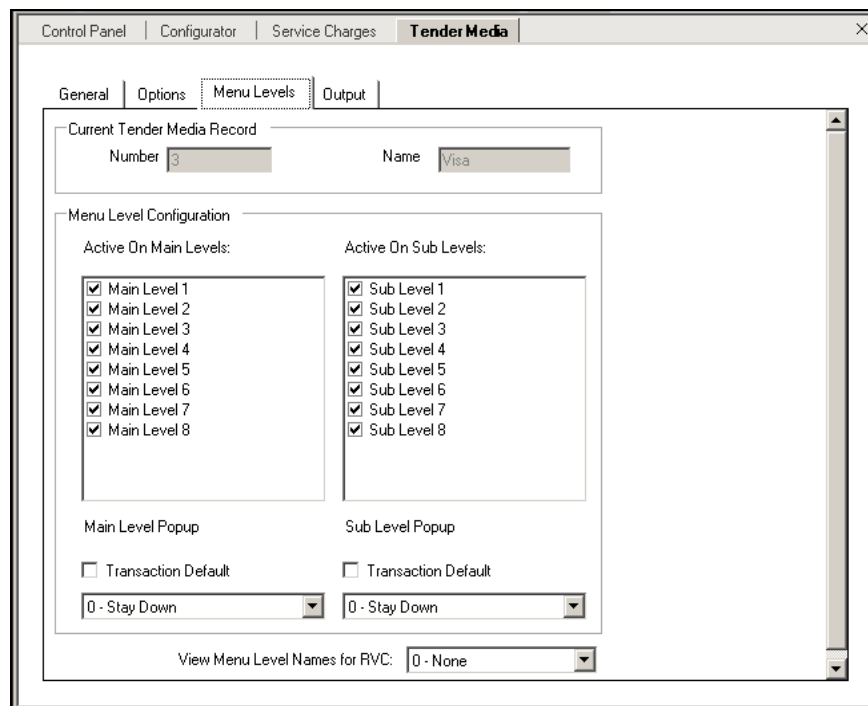 Control Panel Configurator Service Charges Tender Media
General Options Menu Levels Output
Current Tender Media Record
Number 3 Name Visa
Menu Level Configuration
Active On Main Levels: Active On Sub Levels:
Main Level 1 Sub Level 1
Main Level 2 Sub Level 2
Main Level 3 Sub Level 3
Main Level 4 Sub Level 4
Main Level 5 Sub Level 5
Main Level 6 Sub Level 6
Main Level 7 Sub Level 7
Main Level 8 Sub Level 8
Main Level Popup Sub Level Popup
Transaction Default Transaction Default
0 - Stay Down 0 - Stay Down
View Menu Level Names for RVC: 0 - None